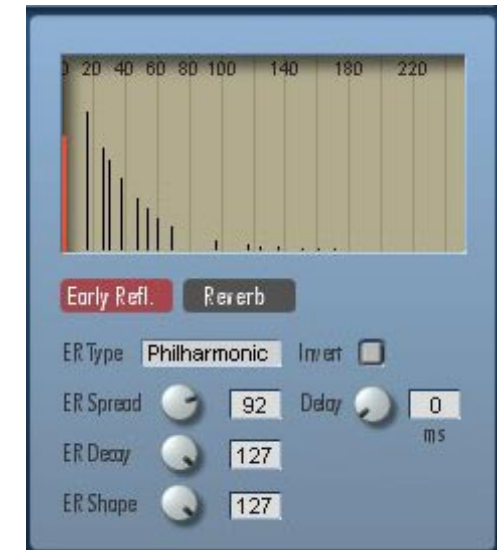 0 20 40 60 80 100 140 180 220
Early Refl. Reverb
ER Type Philharmonic Invert
ER Spread 92 Delay 0
ms
ER Decay 127
ER Shape 127